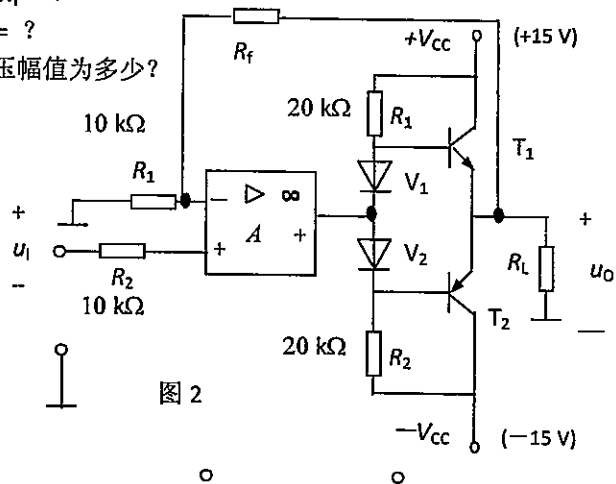 = ？
压幅值为多少？
R_f
+V_CC (+15 V)
10 kΩ
20 kΩ R_1
T_1
R_1
V_1
+
u_I
--
− ▷ ∞
+ A +
V_2
R_2
10 kΩ
R_L
+
u_O
—
T_2
20 kΩ R_2
图 2
—V_CC (—15 V)